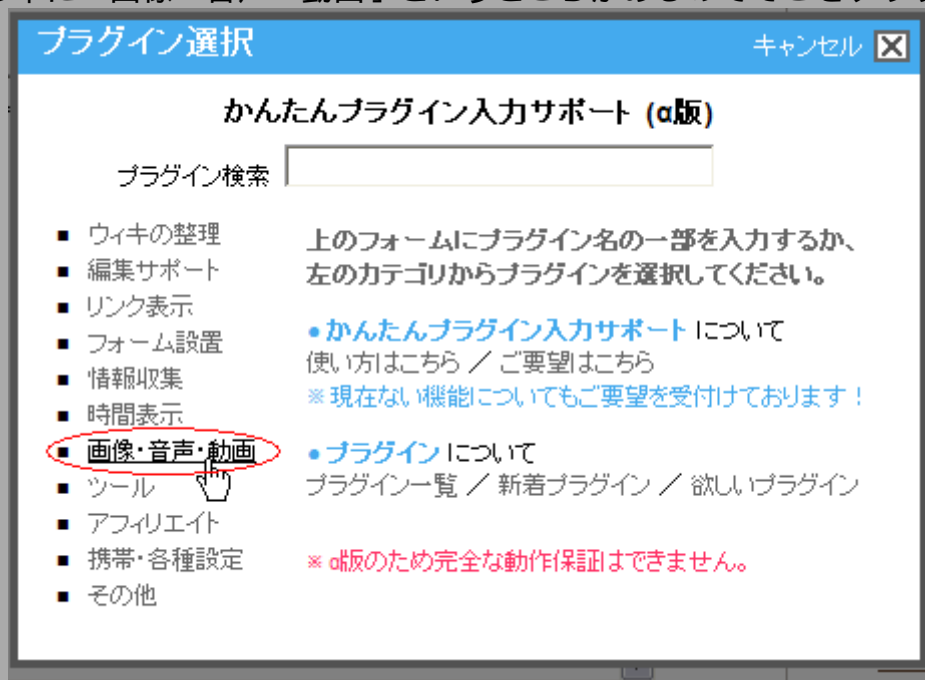 プラグイン選択
キャンセル
かんたんプラグイン入力サポート (α版)
プラグイン検索
■ ウィキの整理
■ 編集サポート
■ リンク表示
■ フォーム設置
■ 情報収集
■ 時間表示
■ 画像・音声・動画
■ ツール
■ アフィリエイト
■ 携帯・各種設定
■ その他
上のフォームにプラグイン名の一部を入力するか、
左のカテゴリからプラグインを選択してください。
●かんたんプラグイン入力サポート について
使い方はこちら / ご要望はこちら
※現在ない機能についてもご要望を受付けております!
●プラグイン について
プラグイン一覧 / 新着プラグイン / 欲しいプラグイン
※α版のため完全な動作保証はできません。